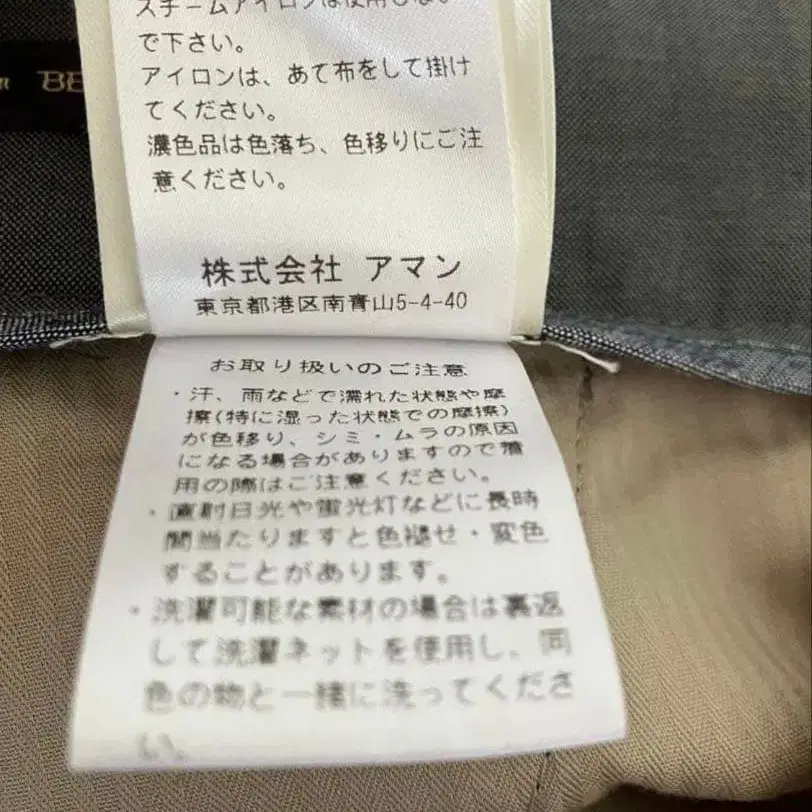 スチームアイロンは使用しない
で下さい。
アイロンは、あて布をして掛け
てください。
濃色品は色落ち、色移りにご注
意ください。
株式会社 アマン
東京都港区南青山5-4-40
お取り扱いのご注意
・汗、雨などで濡れた状態や摩
擦(特に湿った状態での摩擦)
が色移り、シミ・ムラの原因
になる場合がありますので着
用の際はご注意ください。
・直射日光や蛍光灯などに長時
間当たりますと色褪せ・変色
することがあります。
・洗濯可能な素材の場合は裏返
して洗濯ネットを使用し、同
色の物と一緒に洗ってくださ
い。